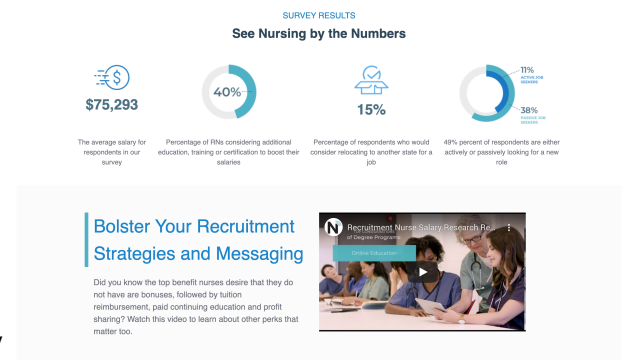 SURVEY RESULTS
See Nursing by the Numbers
$75,293
40%
15%
11%
ACTIVE JOB
SEEKERS
38%
PASSIVE JOB
SEEKERS
The average salary for
respondents in our
survey
Percentage of RNs considering additional
education, training or certification to boost their
salaries
Percentage of respondents who would
consider relocating to another state for a
job
49% percent of respondents are either
actively or passively looking for a new
role
Bolster Your Recruitment
Strategies and Messaging
Did you know the top benefit nurses desire that they do
not have are bonuses, followed by tuition
reimbursement, paid continuing education and profit
sharing? Watch this video to learn about other perks that
matter too.
N
Recruitment Nurse Salary Research Re...
of Degree Programs
Online Education